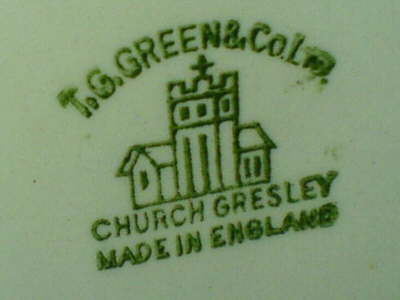 T.G.GREEN & Co.LTD.
CHURCH GRESLEY
MADE IN ENGLAND